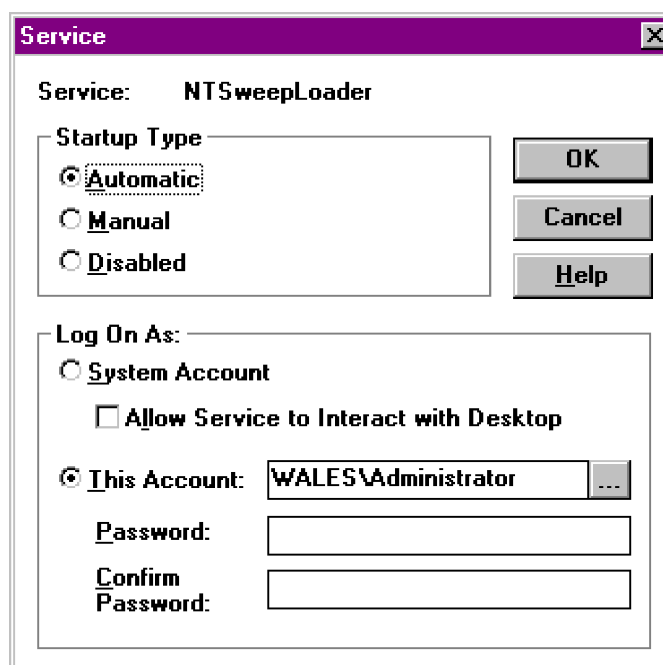 Service
Service: NTSweepLoader
Startup Type
Automatic
Manual
Disabled
OK
Cancel
Help
Log On As:
System Account
Allow Service to Interact with Desktop
This Account: WALES\Administrator ...
Password:
Confirm
Password: